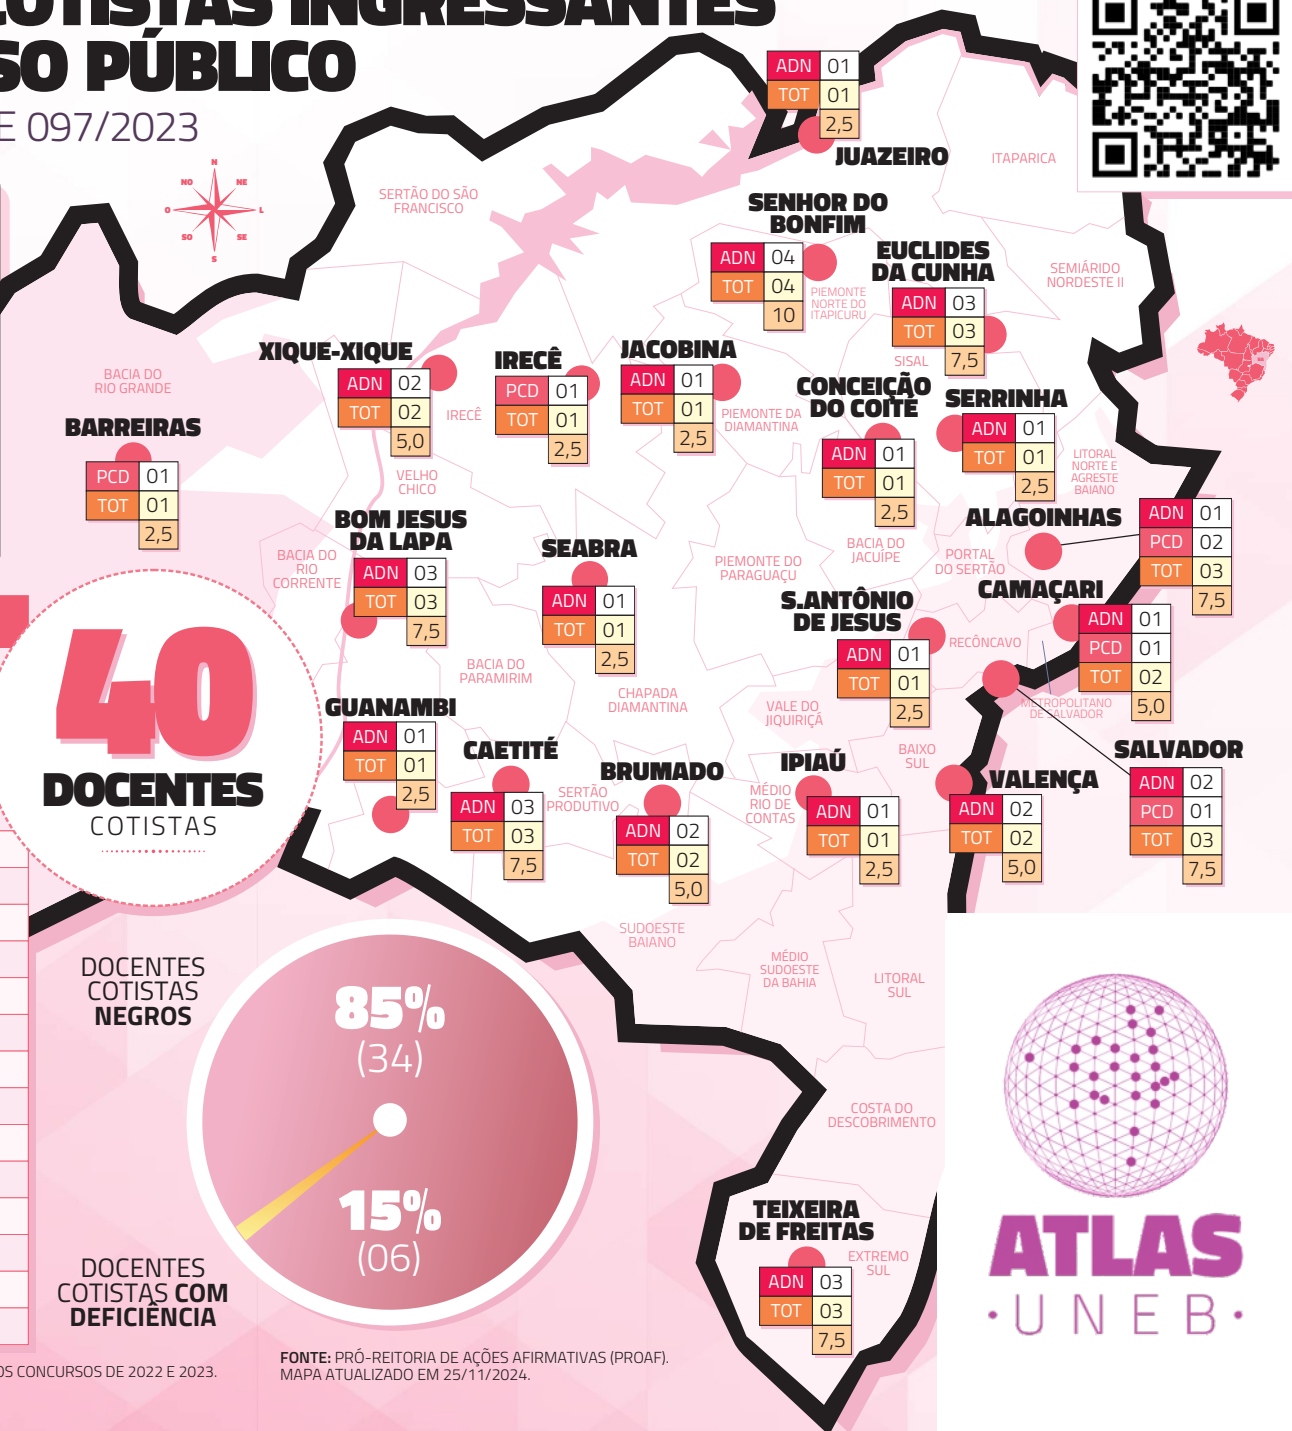 COTISTAS INGRESSANTES
SO PÚBLICO
E 097/2023
N
NO
NE
O
L
SO
SE
S
ADN 01
TOT 01
2,5
JUAZEIRO
ITAPARICA
SERTÃO DO SÃO
FRANCISCO
SENHOR DO
BONFIM
ADN 04
TOT 04
10
PIEMONTE
NORTE DO
ITAPICURU
EUCLIDES
DA CUNHA
ADN 03
TOT 03
7,5
SEMIÁRIDO
NORDESTE II
SISAL
XIQUE-XIQUE
ADN 02
TOT 02
5,0
IRECÊ
IRECÊ
PCD 01
TOT 01
2,5
JACOBINA
ADN 01
TOT 01
2,5
PIEMONTE DA
DIAMANTINA
CONCEIÇÃO
DO COITÉ
ADN 01
TOT 01
2,5
SERRINHA
ADN 01
TOT 01
2,5
BACIA DO
RIO GRANDE
BARREIRAS
PCD 01
TOT 01
2,5
VELHO
CHICO
LITORAL
NORTE E
AGRESTE
BAIANO
ALAGOINHAS
ADN 01
PCD 02
TOT 03
7,5
BOM JESUS
DA LAPA
ADN 03
TOT 03
7,5
BACIA DO
RIO
CORRENTE
SEABRA
ADN 01
TOT 01
2,5
PIEMONTE DO
PARAGUAÇU
BACIA DO
JACUÍPE
PORTAL
DO SERTÃO
CAMAÇARI
ADN 01
PCD 01
TOT 02
5,0
S.ANTÔNIO
DE JESUS
ADN 01
TOT 01
2,5
RECÔNCAVO
METROPOLITANO
DE SALVADOR
40
DOCENTES
COTISTAS
BACIA DO
PARAMIRIM
CHAPADA
DIAMANTINA
VALE DO
JIQUIRIÇÁ
BAIXO
SUL
GUANAMBI
ADN 01
TOT 01
2,5
CAETITÉ
ADN 03
TOT 03
7,5
SERTÃO
PRODUTIVO
BRUMADO
ADN 02
TOT 02
5,0
IPIAÚ
ADN 01
TOT 01
2,5
MÉDIO
RIO DE
CONTAS
VALENÇA
ADN 02
TOT 02
5,0
SALVADOR
ADN 02
PCD 01
TOT 03
7,5
SUDOESTE
BAIANO
MÉDIO
SUDOESTE
DA BAHIA
LITORAL
SUL
COSTA DO
DESCOBRIMENTO
DOCENTES
COTISTAS
NEGROS
85%
(34)
15%
(06)
DOCENTES
COTISTAS COM
DEFICIÊNCIA
TEIXEIRA
DE FREITAS
EXTREMO
SUL
ADN 03
TOT 03
7,5
ATLAS
• UNEB •
OS CONCURSOS DE 2022 E 2023.
FONTE: PRÓ-REITORIA DE AÇÕES AFIRMATIVAS (PROAF).
MAPA ATUALIZADO EM 25/11/2024.